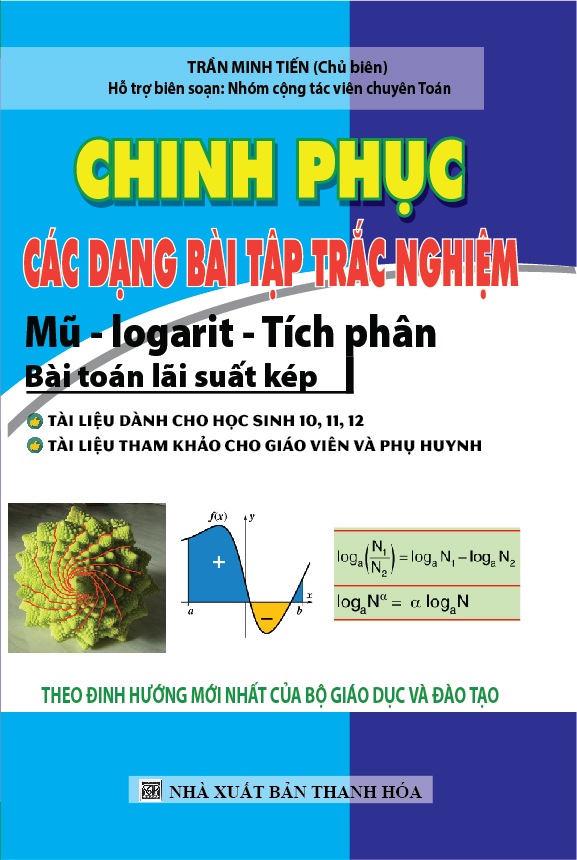 TRẦN MINH TIẾN (Chủ biên)
Hỗ trợ biên soạn: Nhóm cộng tác viên chuyên Toán
CHINH PHỤC
CÁC DẠNG BÀI TẬP TRẮC NGHIỆM
Mũ - logarit - Tích phân
Bài toán lãi suất kép
TÀI LIỆU DÀNH CHO HỌC SINH 10, 11, 12
TÀI LIỆU THAM KHẢO CHO GIÁO VIÊN VÀ PHỤ HUYNH
f(x) y
+
a − b x
logₐ(N₁/N₂) = logₐ N₁ − logₐ N₂
logₐNᵅ = α logₐN
THEO ĐINH HƯỚNG MỚI NHẤT CỦA BỘ GIÁO DỤC VÀ ĐÀO TẠO
NHÀ XUẤT BẢN THANH HÓA